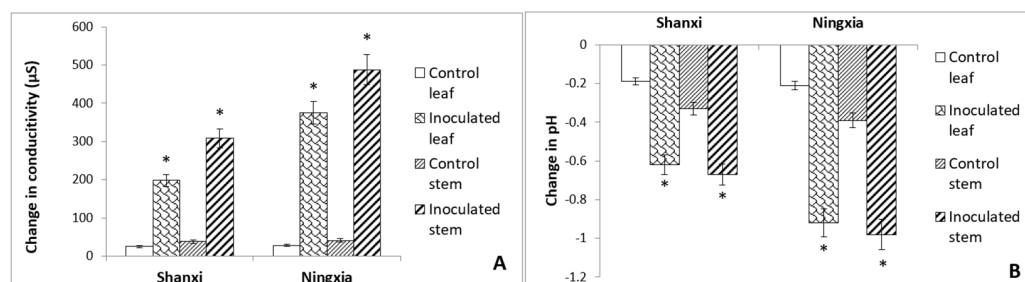 600
500
400
300
200
100
0
Change in conducitivity (µS)
*
*
*
*
Shanxi
Ningxia
Control
leaf
Inoculated
leaf
Control
stem
Inoculated
stem
A
Shanxi
Ningxia
0
-0.2
-0.4
-0.6
-0.8
-1
-1.2
Change in pH
*
*
*
*
Control
leaf
Inoculated
leaf
Control
stem
Inoculated
stem
B